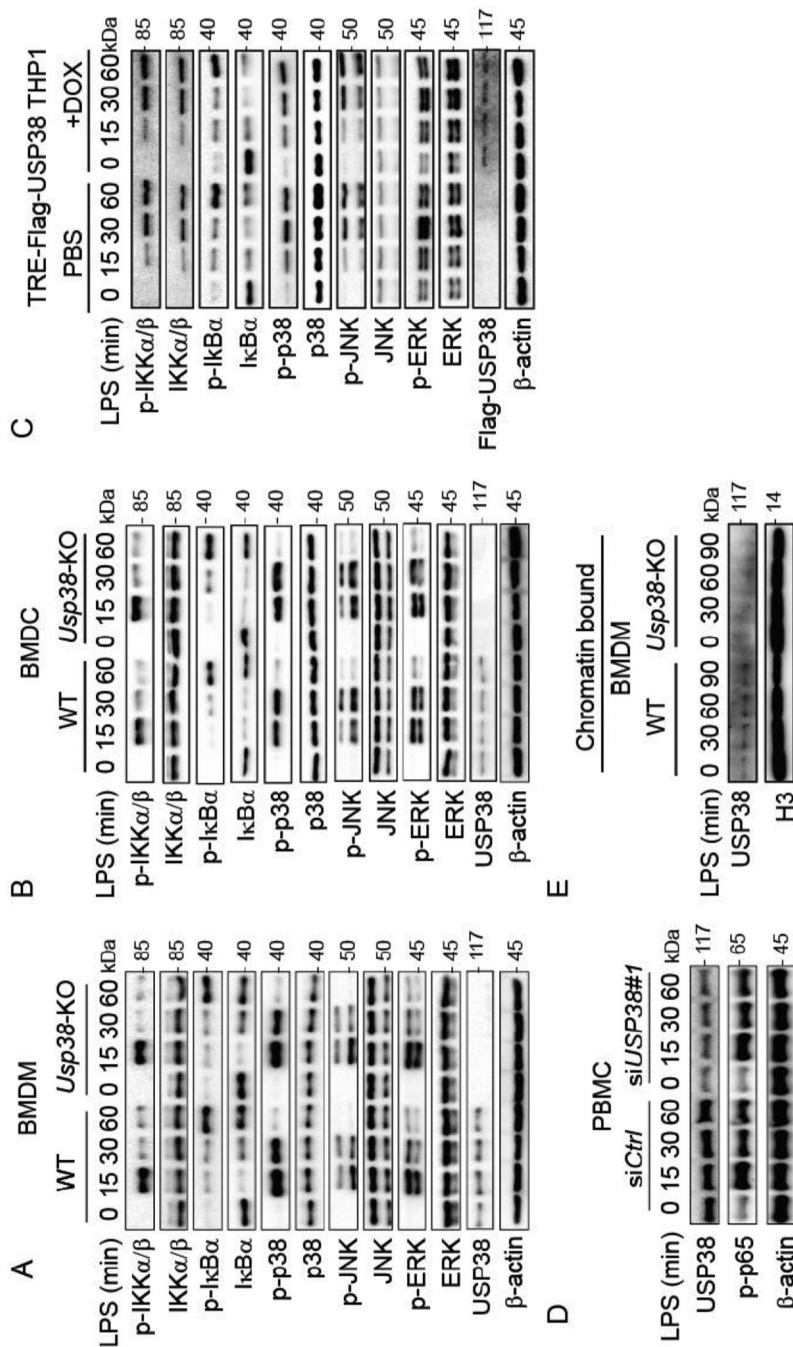 A
BMDM
WT Usp38-KO
LPS (min) 0 15 30 60 0 15 30 60 kDa
p-IKKα/β 85
IKKα/β 85
p-IκBα 40
IκBα 40
p-p38 40
p38 40
p-JNK 50
JNK 50
p-ERK 45
ERK 45
USP38 117
β-actin 45
B
BMDC
WT Usp38-KO
LPS (min) 0 15 30 60 0 15 30 60 kDa
p-IKKα/β 85
IKKα/β 85
p-IκBα 40
IκBα 40
p-p38 40
p38 40
p-JNK 50
JNK 50
p-ERK 45
ERK 45
USP38 117
β-actin 45
C
TRE-Flag-USP38 THP1
PBS +DOX
LPS (min) 0 15 30 60 0 15 30 60 kDa
p-IKKα/β 85
IKKα/β 85
p-IkBα 40
IκBα 40
p-p38 40
p38 40
p-JNK 50
JNK 50
p-ERK 45
ERK 45
Flag-USP38 117
β-actin 45
D
PBMC
siCtrl siUSP38#1
LPS (min) 0 15 30 60 0 15 30 60 kDa
USP38 117
p-p65 65
β-actin 45
E
Chromatin bound
BMDM
WT Usp38-KO
LPS (min) 0 30 60 90 0 30 60 90 kDa
USP38 117
H3 14